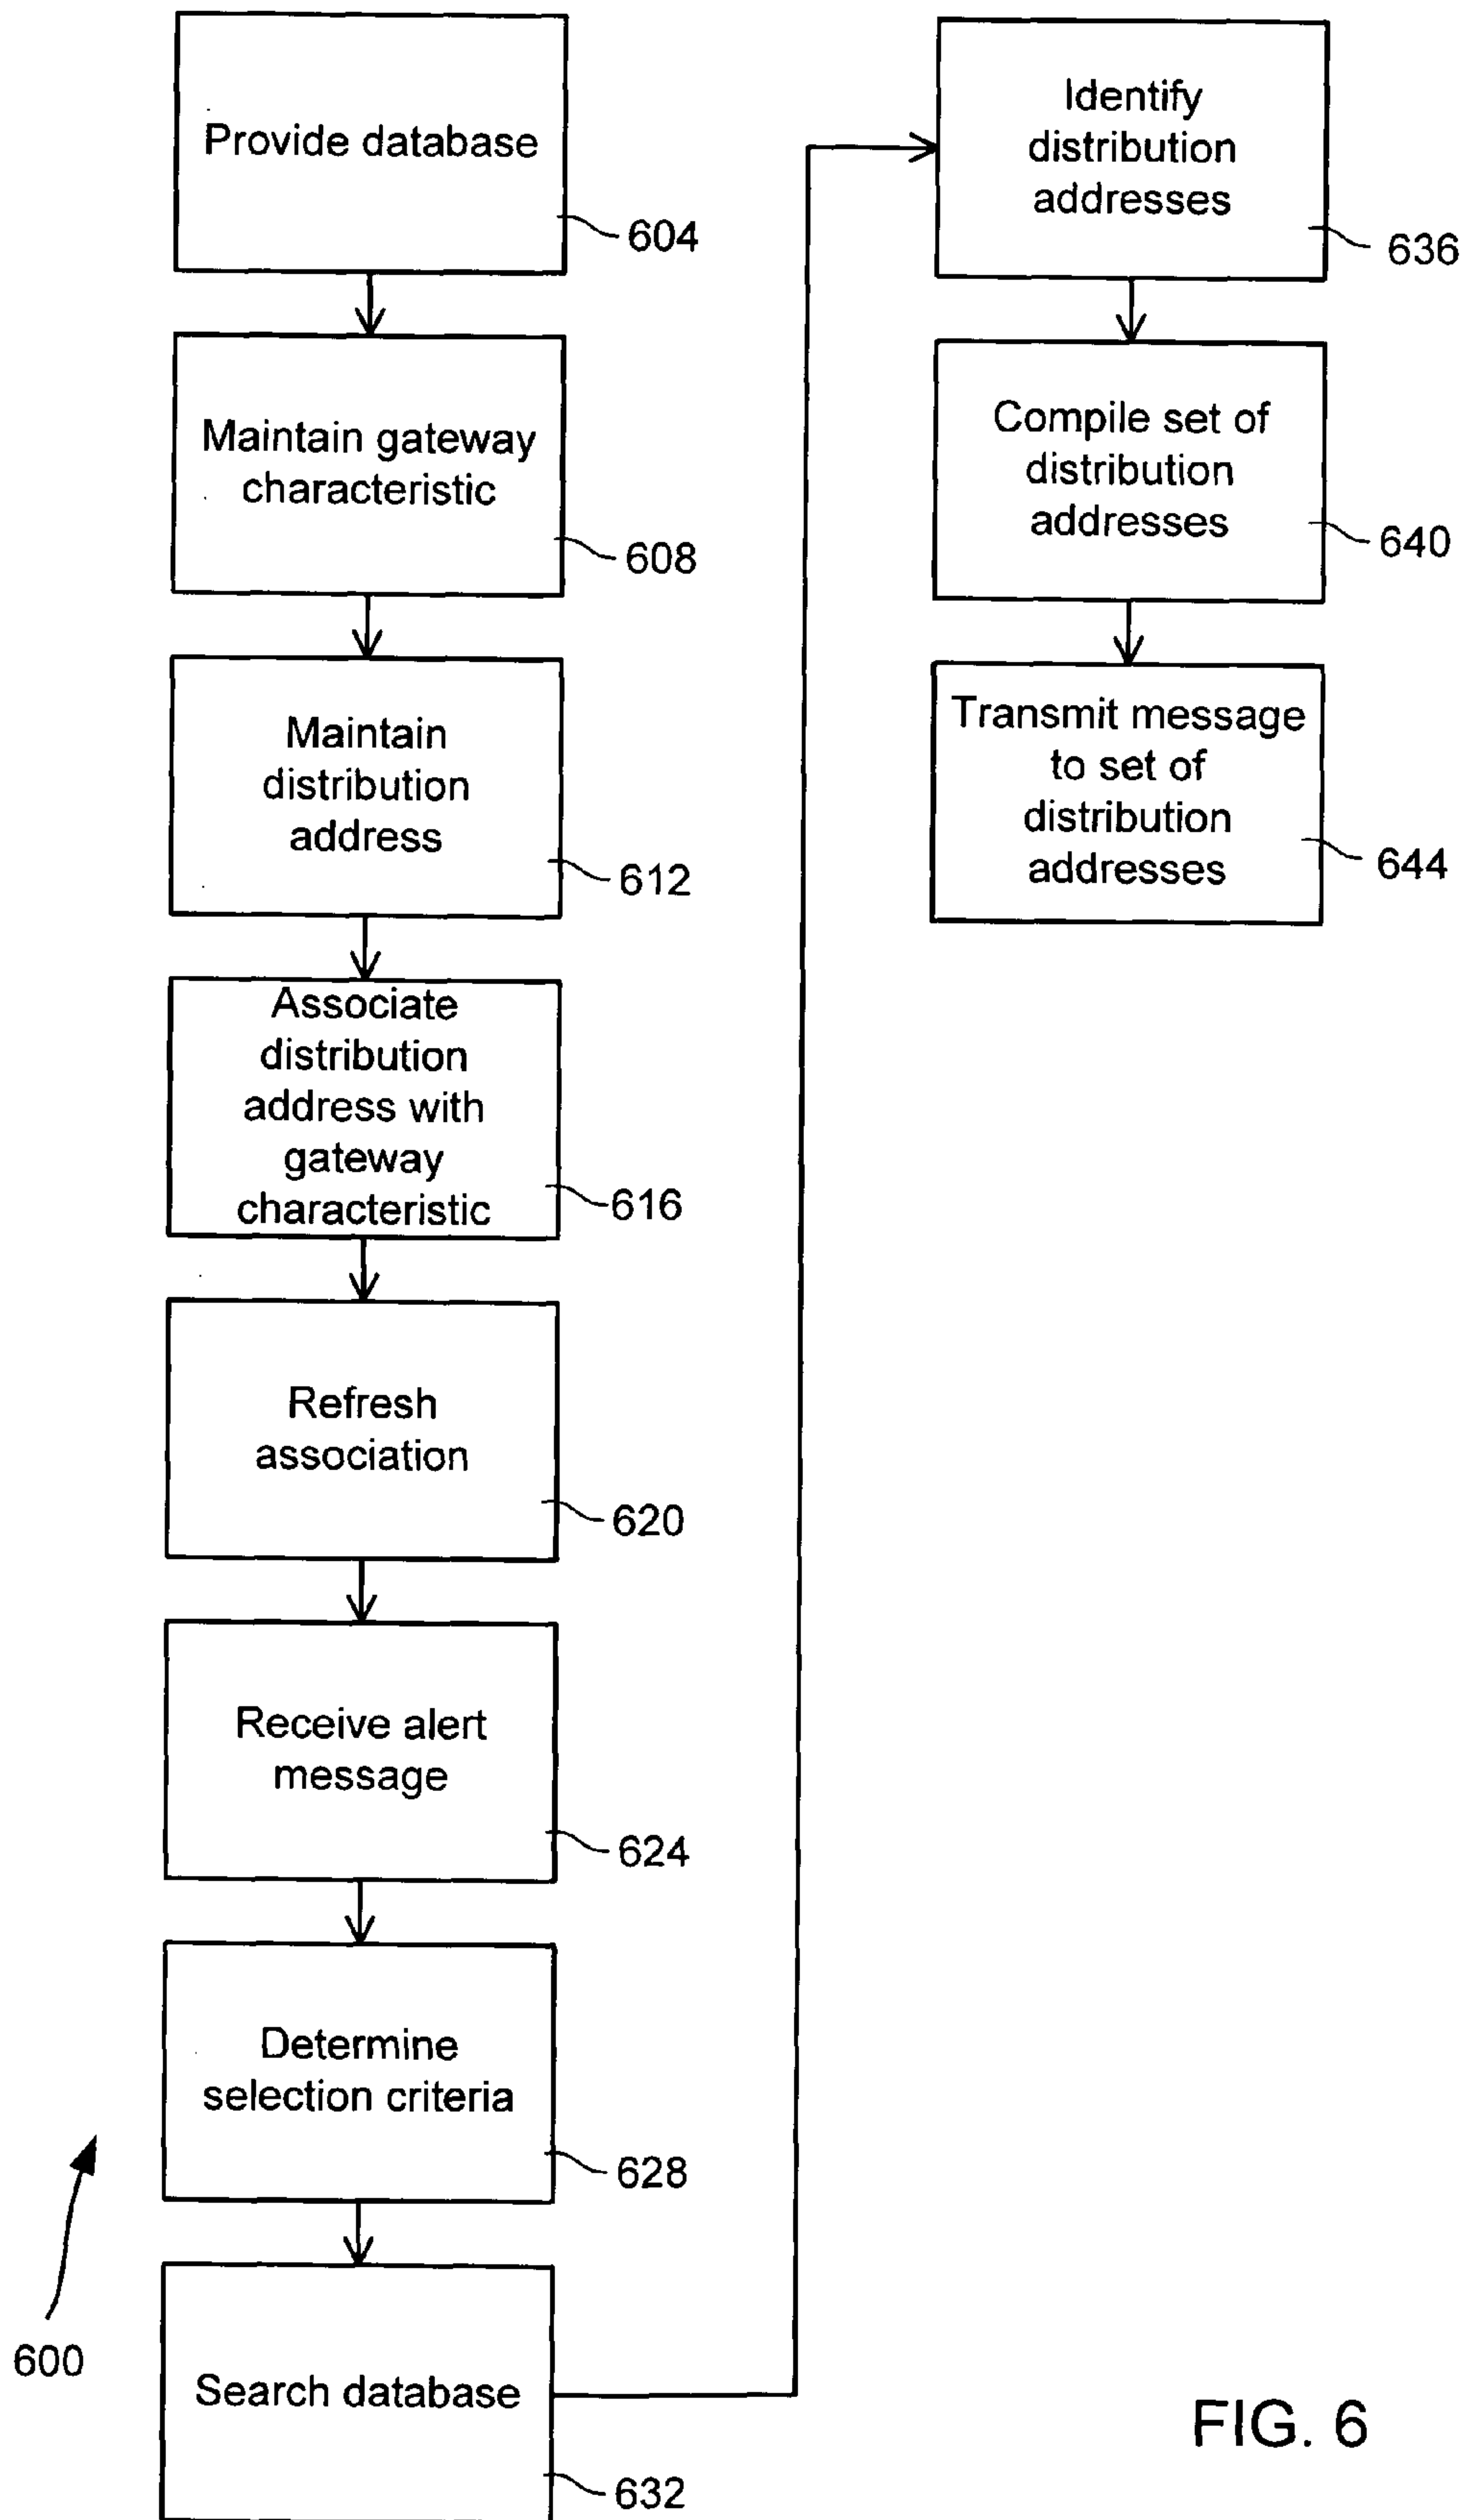 Provide database
604
Maintain gateway
characteristic
608
Maintain
distribution
address
612
Associate
distribution
address with
gateway
characteristic
616
Refresh
association
620
Receive alert
message
624
Determine
selection criteria
628
Search database
632
600
Identify
distribution
addresses
636
Compile set of
distribution
addresses
640
Transmit message
to set of
distribution
addresses
644
FIG. 6